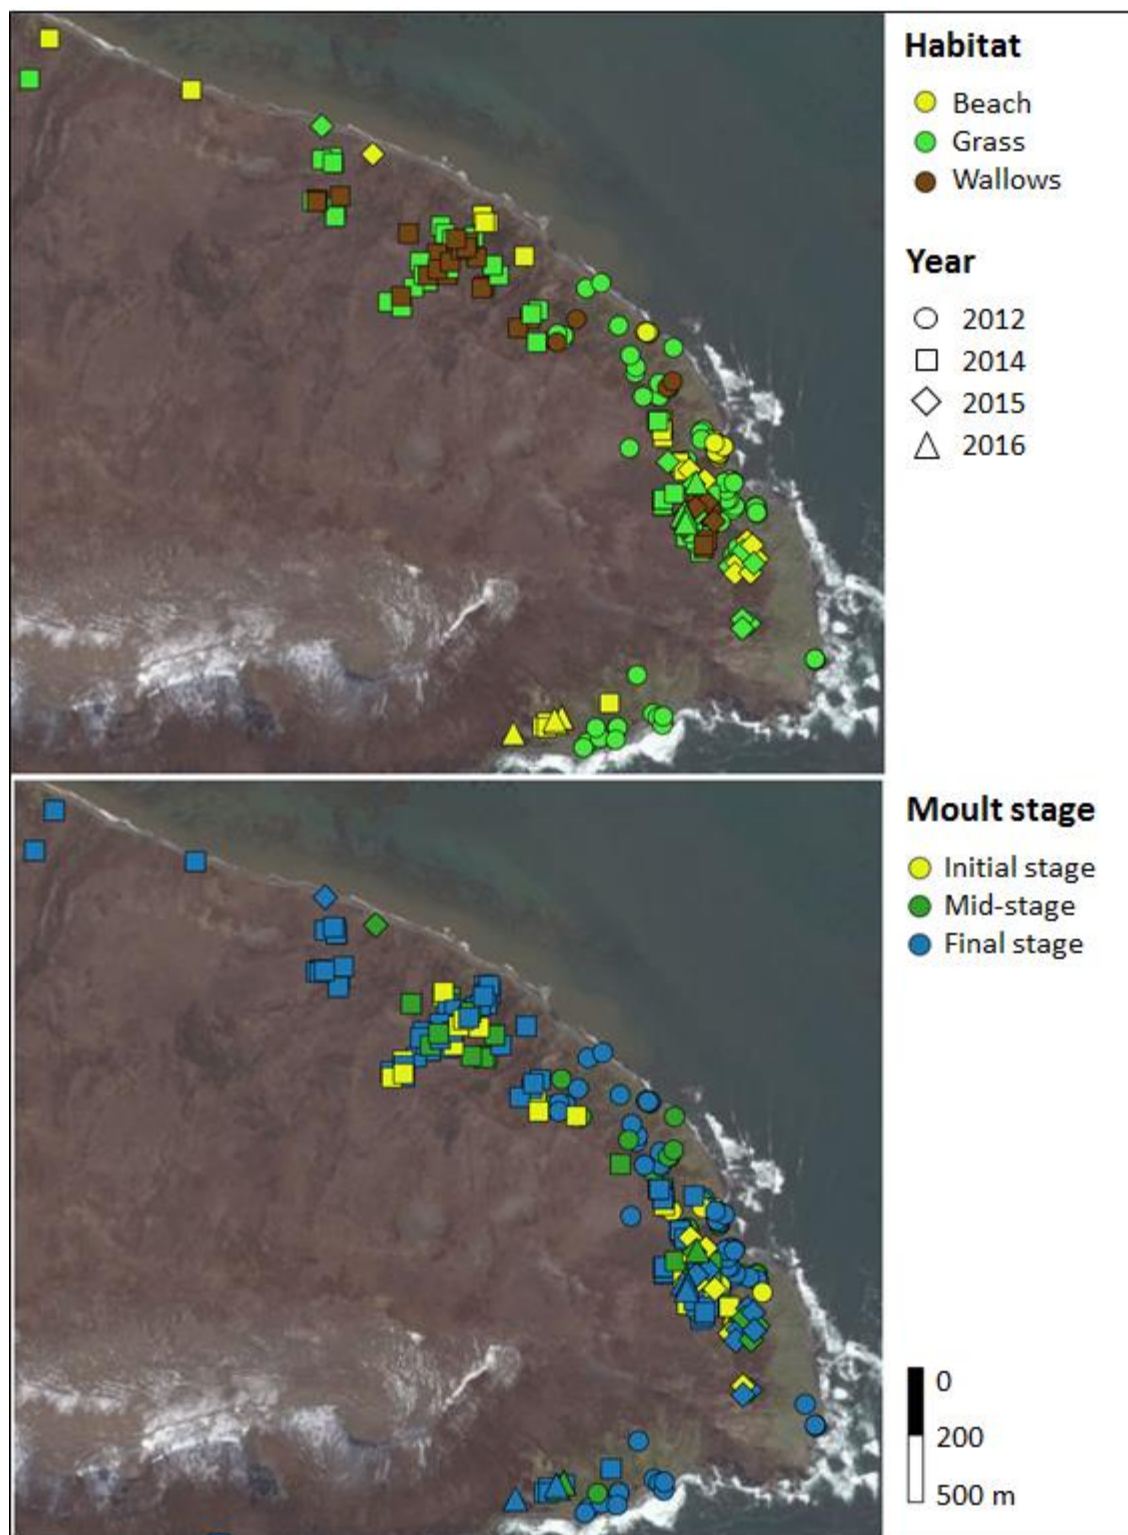 Habitat
Beach
Grass
Wallows
Year
2012
2014
2015
2016
Moult stage
Initial stage
Mid-stage
Final stage
0
200
500 m